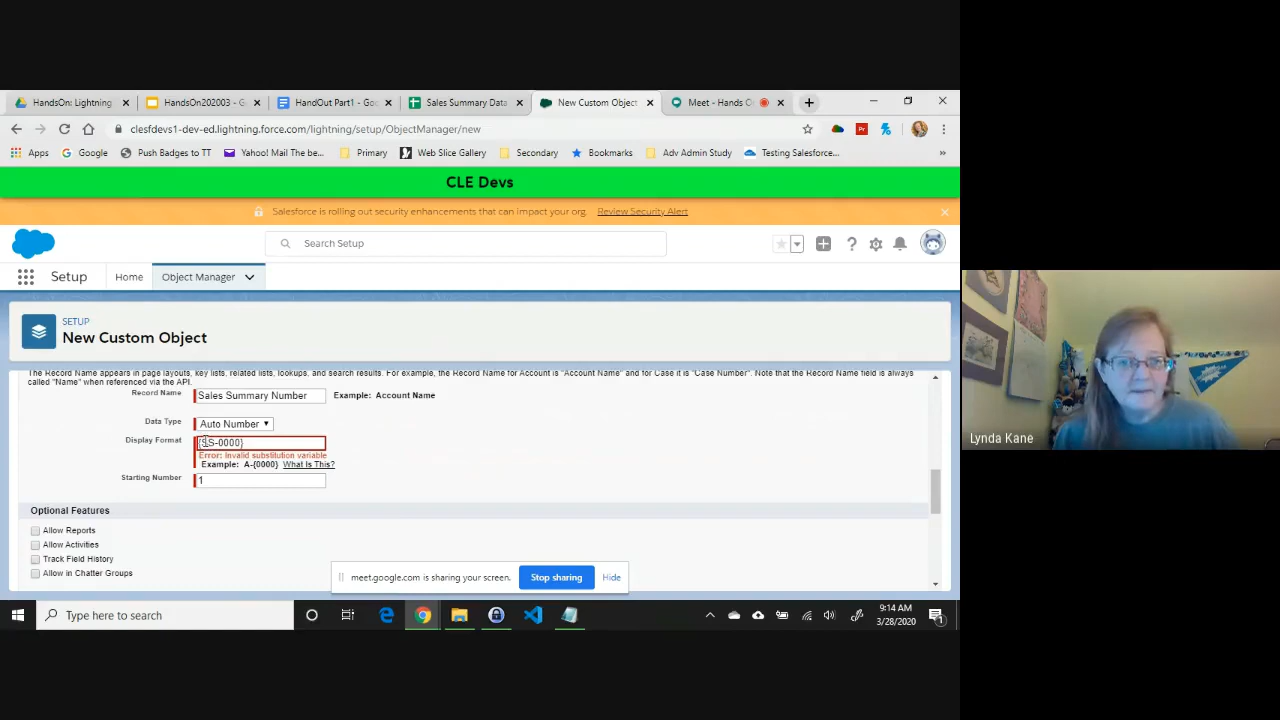 HandsOn: Lightning
HandsOn202003 - G
HandOut Part1 - Goo
Sales Summary Data
New Custom Object
Meet - Hands O
clesfdevs1-dev-ed.lightning.force.com/lightning/setup/ObjectManager/new
Apps
Google
Push Badges to TT
Yahoo! Mail The be...
Primary
Web Slice Gallery
Secondary
Bookmarks
Adv Admin Study
Testing Salesforce...
»
CLE Devs
Salesforce is rolling out security enhancements that can impact your org. Review Security Alert
Search Setup
Setup
Home
Object Manager
SETUP
New Custom Object
The Record Name appears in page layouts, key lists, related lists, lookups, and search results. For example, the Record Name for Account is "Account Name" and for Case it is "Case Number". Note that the Record Name field is always
called "Name" when referenced via the API.
Record Name Sales Summary Number Example: Account Name
Data Type Auto Number
Display Format {SS-0000}
Error: Invalid substitution variable
Example: A-{0000} What Is This?
Starting Number 1
Optional Features
Allow Reports
Allow Activities
Track Field History
Allow in Chatter Groups
meet.google.com is sharing your screen. Stop sharing Hide
Type here to search
9:14 AM
3/28/2020
1
Lynda Kane